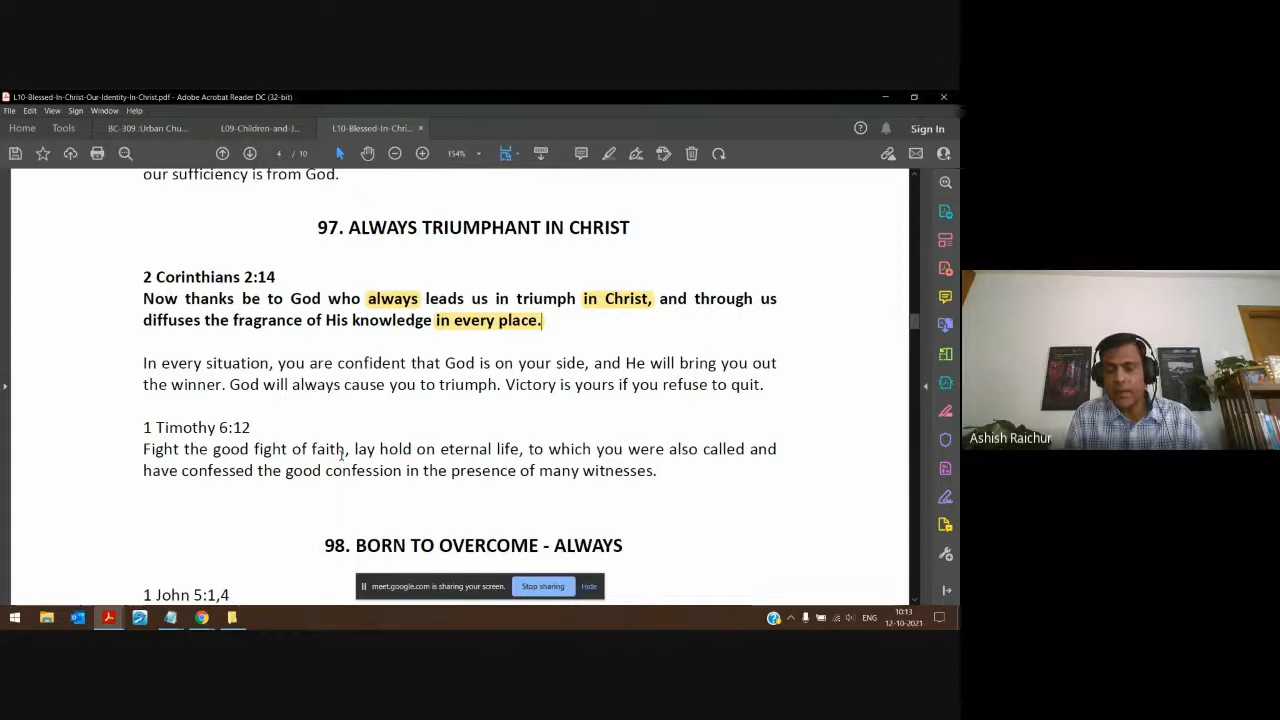 L10-Blessed-In-Christ-Our-Identity-In-Christ.pdf - Adobe Acrobat Reader DC (32-bit)
File Edit View Sign Window Help
Home Tools BC-309 :Urban Chu... L09-Children-and-J... L10-Blessed-In-Chri... × Sign In
4 / 10 154%
our sufficiency is from God.
97. ALWAYS TRIUMPHANT IN CHRIST
2 Corinthians 2:14
Now thanks be to God who always leads us in triumph in Christ, and through us
diffuses the fragrance of His knowledge in every place.
In every situation, you are confident that God is on your side, and He will bring you out
the winner. God will always cause you to triumph. Victory is yours if you refuse to quit.
1 Timothy 6:12
Fight the good fight of faith, lay hold on eternal life, to which you were also called and
have confessed the good confession in the presence of many witnesses.
98. BORN TO OVERCOME - ALWAYS
meet.google.com is sharing your screen. Stop sharing Hide
1 John 5:1,4
ENG
10:13
12-10-2021
Ashish Raichur